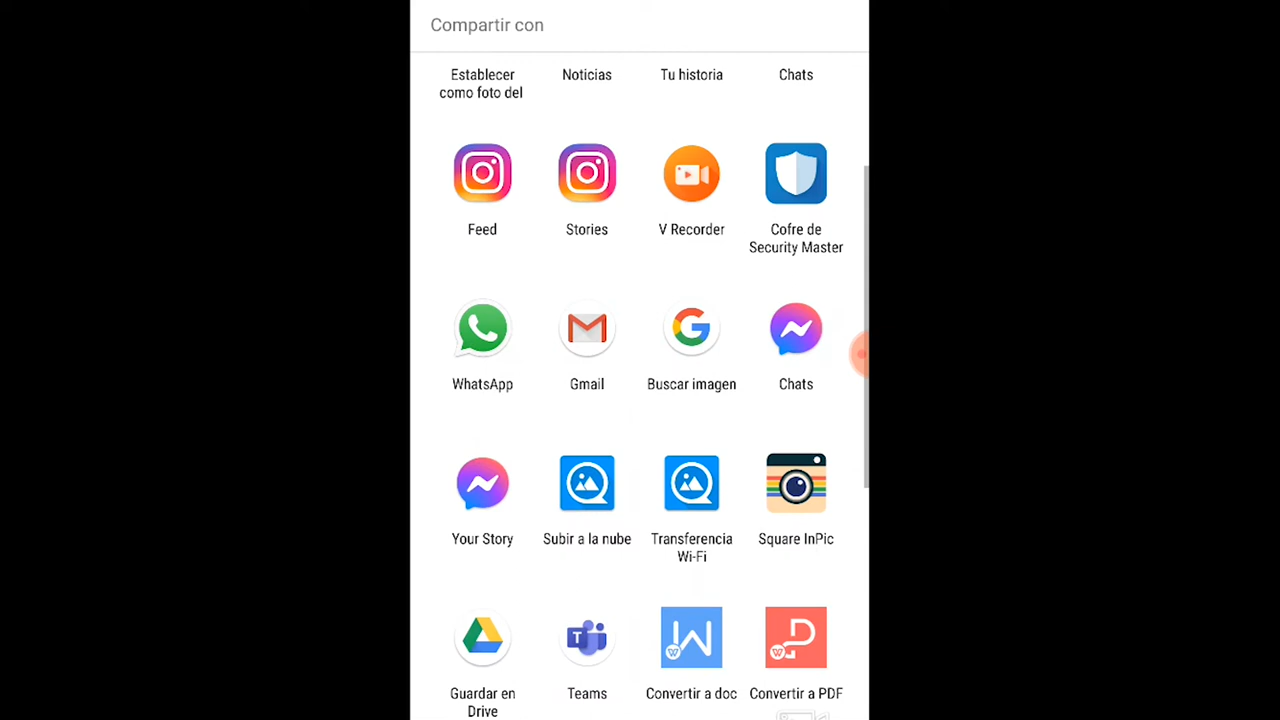 Compartir con
Establecer
como foto del
Noticias
Tu historia
Chats
Feed
Stories
V Recorder
Cofre de
Security Master
WhatsApp
Gmail
Buscar imagen
Chats
Your Story
Subir a la nube
Transferencia
Wi-Fi
Square InPic
Guardar en
Drive
Teams
Convertir a doc
Convertir a PDF